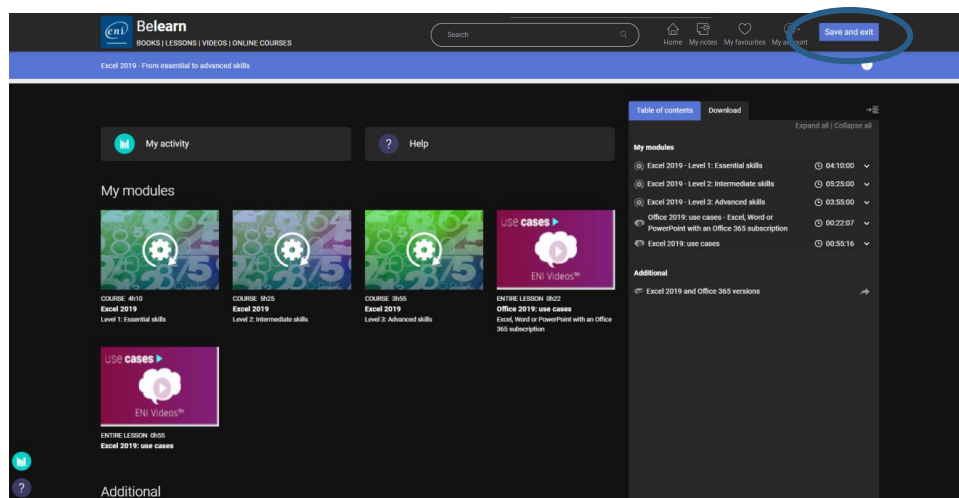 eni
Belearn
BOOKS | LESSONS | VIDEOS | ONLINE COURSES
Search
Home My notes My favourites My account
Save and exit
Excel 2019 - From essential to advanced skills
My activity
? Help
My modules
COURSE 4h10
Excel 2019
Level 1: Essential skills
COURSE 5h25
Excel 2019
Level 2: Intermediate skills
COURSE 3h55
Excel 2019
Level 3: Advanced skills
use cases
ENI Videos™
ENTIRE LESSON 0h22
Office 2019: use cases
Excel, Word or PowerPoint with an Office
365 subscription
use cases
ENI Videos™
ENTIRE LESSON 0h55
Excel 2019: use cases
Additional
?
Table of contents Download
Expand all | Collapse all
My modules
Excel 2019 - Level 1: Essential skills 04:10:00
Excel 2019 - Level 2: Intermediate skills 05:25:00
Excel 2019 - Level 3: Advanced skills 03:55:00
Office 2019: use cases - Excel, Word or
PowerPoint with an Office 365 subscription 00:22:07
Excel 2019: use cases 00:55:16
Additional
Excel 2019 and Office 365 versions